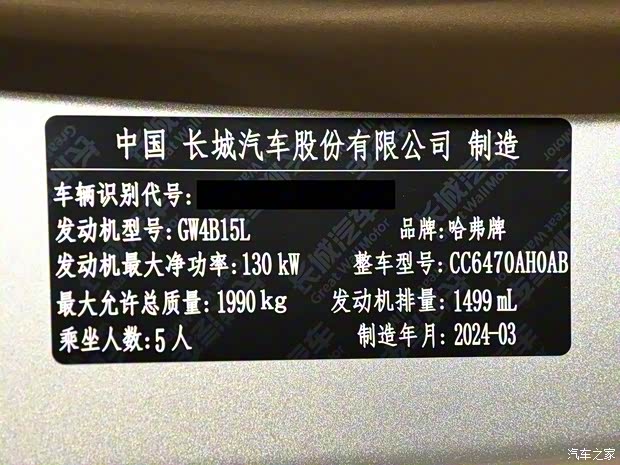 中国 长城汽车股份有限公司 制造
车辆识别代号:
发动机型号: GW4B15L 品牌: 哈弗牌
发动机最大净功率: 130 kW 整车型号: CC6470AH0AB
最大允许总质量: 1990 kg 发动机排量: 1499 mL
乘坐人数: 5 人 制造年月: 2024-03
汽车之家